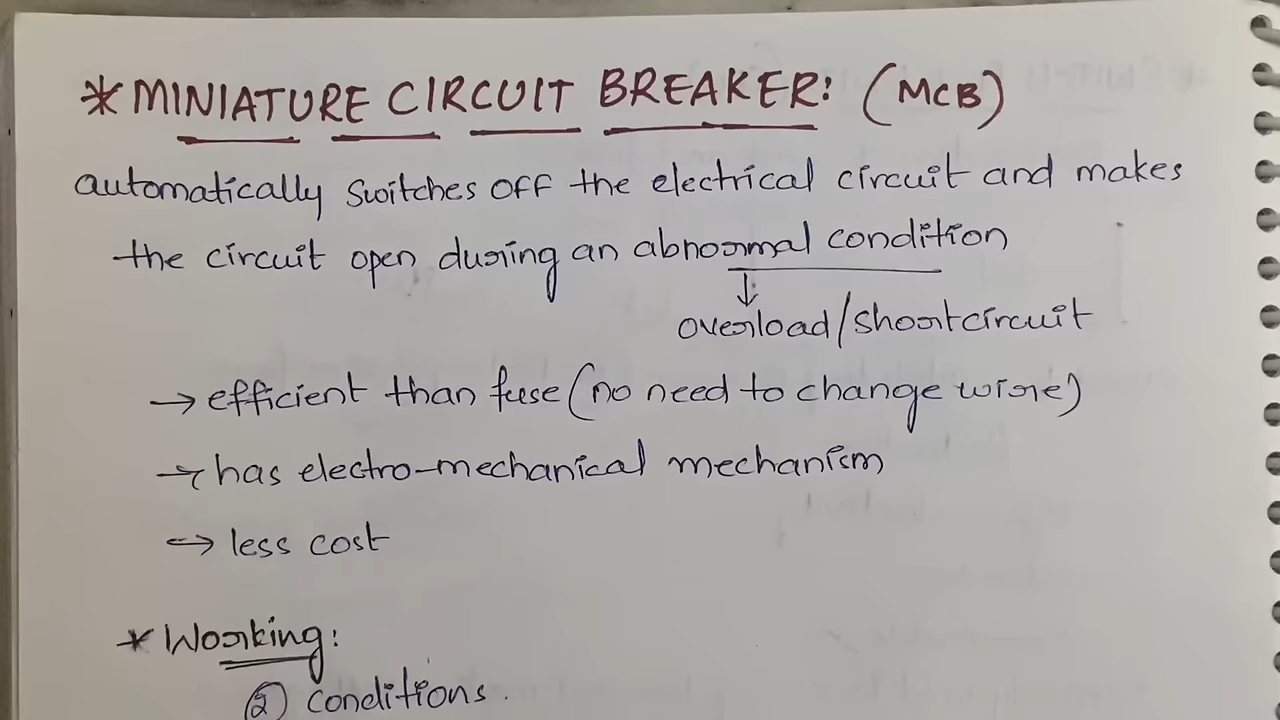 *MINIATURE CIRCUIT BREAKER: (MCB)
automatically switches off the electrical circuit and makes
the circuit open during an abnormal condition
↓
overload/shortcircuit
→ efficient than fuse (no need to change wire)
→ has electro-mechanical mechanism
→ less cost
* Working:
② conditions.